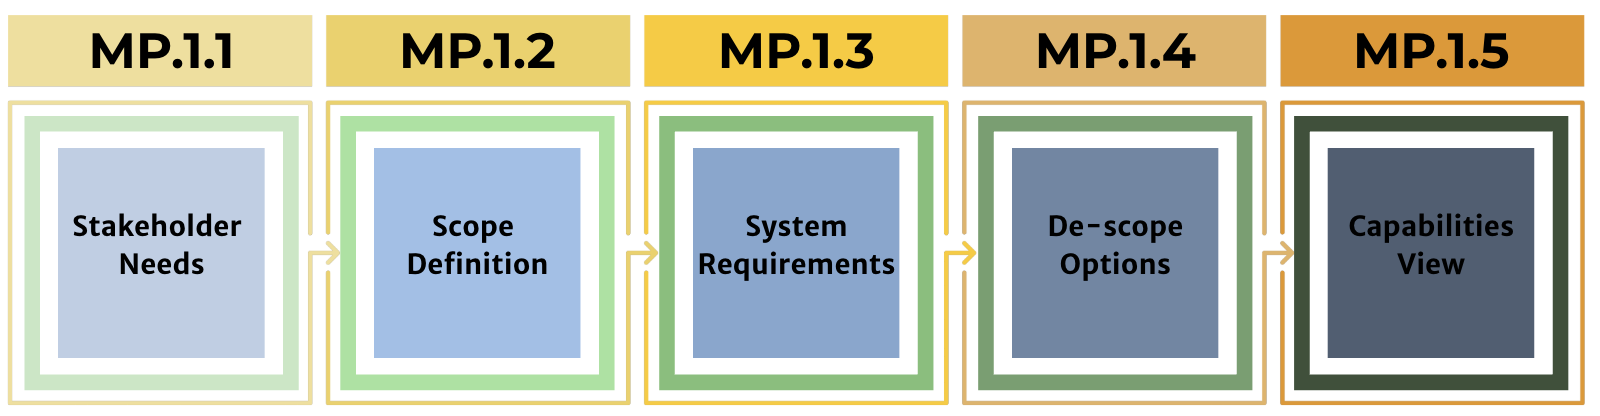 MP.1.1
MP.1.2
MP.1.3
MP.1.4
MP.1.5
Stakeholder
Needs
Scope
Definition
System
Requirements
De-scope
Options
Capabilities
View